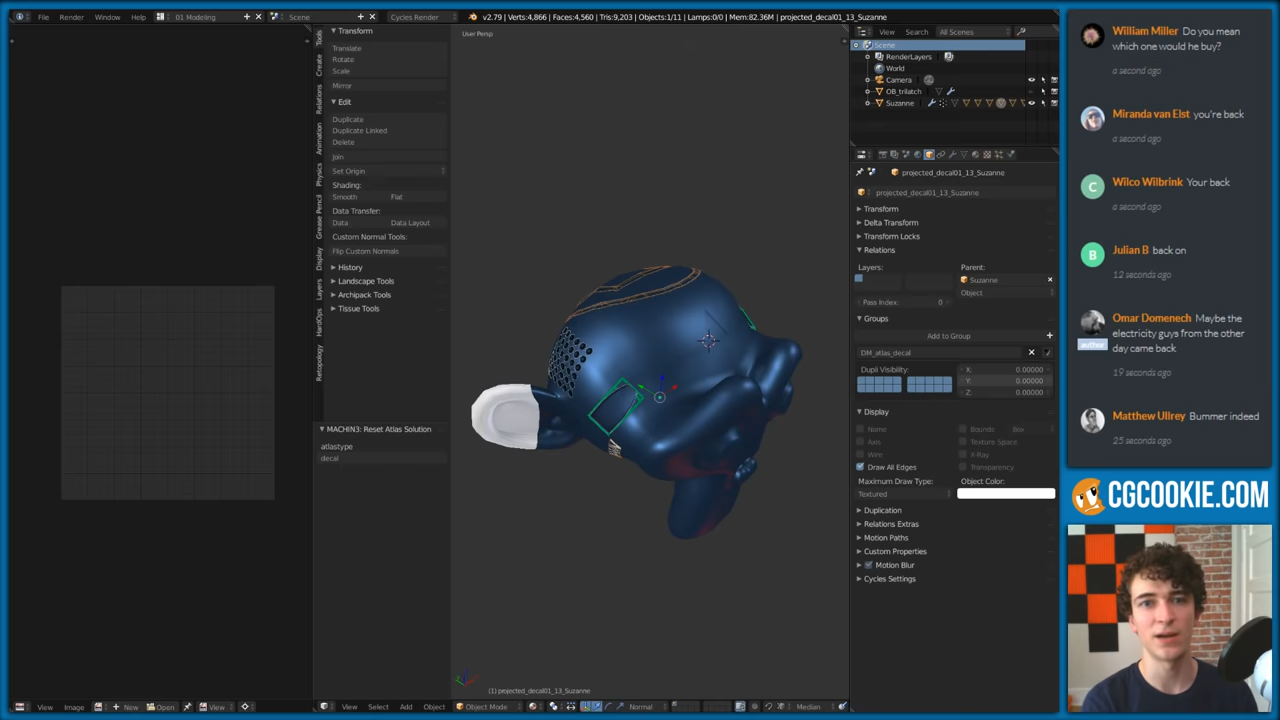 File
Render
Window
Help
01 Modeling
Scene
Cycles Render
v2.79 | Verts:4,866 | Faces:4,560 | Tris:9,203 | Objects:1/11 | Lamps:0/0 | Mem:82.36M | projected_decal01_13_Suzanne
Tools
Create
Relations
Animation
Physics
Grease Pencil
Display
Layers
HardOps
Retopology
Transform
Translate
Rotate
Scale
Mirror
Edit
Duplicate
Duplicate Linked
Delete
Join
Set Origin
Shading:
Smooth Flat
Data Transfer:
Data Data Layout
Custom Normal Tools:
Flip Custom Normals
History
Landscape Tools
Archipack Tools
Tissue Tools
MACHIN3: Reset Atlas Solution
atlastype
decal
User Persp
(1) projected_decal01_13_Suzanne
View Image New Open View
View Select Add Object Object Mode Normal Median
View Search All Scenes
Scene
RenderLayers
World
Camera
OB_trilatch
Suzanne
projected_decal01_13_Suzanne
projected_decal01_13_Suzanne
Transform
Delta Transform
Transform Locks
Relations
Layers: Parent:
Suzanne
Object
Pass Index: 0
Groups
Add to Group
DM_atlas_decal
Dupli Visibility:
X: 0.00000
Y: 0.00000
Z: 0.00000
Display
Name Bounds Box
Axis Texture Space
Wire X-Ray
Draw All Edges Transparency
Maximum Draw Type: Object Color:
Textured
Duplication
Relations Extras
Motion Paths
Custom Properties
Motion Blur
Cycles Settings
William Miller Do you mean
which one would he buy?
a second ago
Miranda van Elst you're back
a second ago
C
Wilco Wilbrink Your back
a second ago
B
Julian B back on
12 seconds ago
Omar Domenech Maybe the
electricity guys from the other
day came back
author
19 seconds ago
Matthew Ullrey Bummer indeed
25 seconds ago
CGCOOKIE.COM